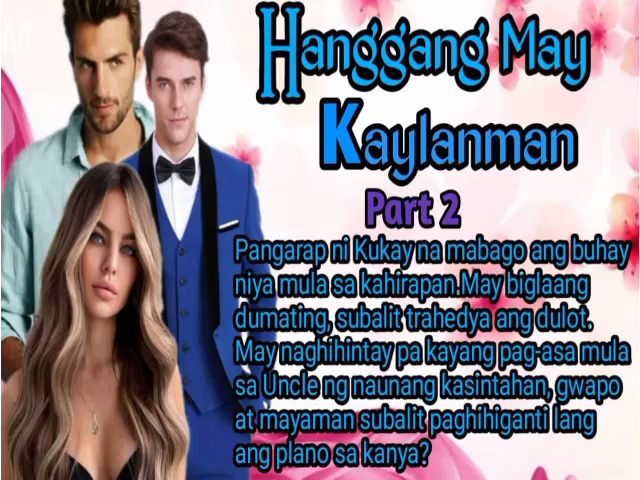 M
Hanggang May
Kaylanman
Part 2
Pangarap ni Kukay na mabago ang buhay
niya mula sa kahirapan.May biglaang
dumating, subalit trahedya ang dulot.
May naghihintay pa kayang pag-asa mula
sa Uncle ng naunang kasintahan, gwapo
at mayaman subalit paghihiganti lang
ang plano sa kanya?